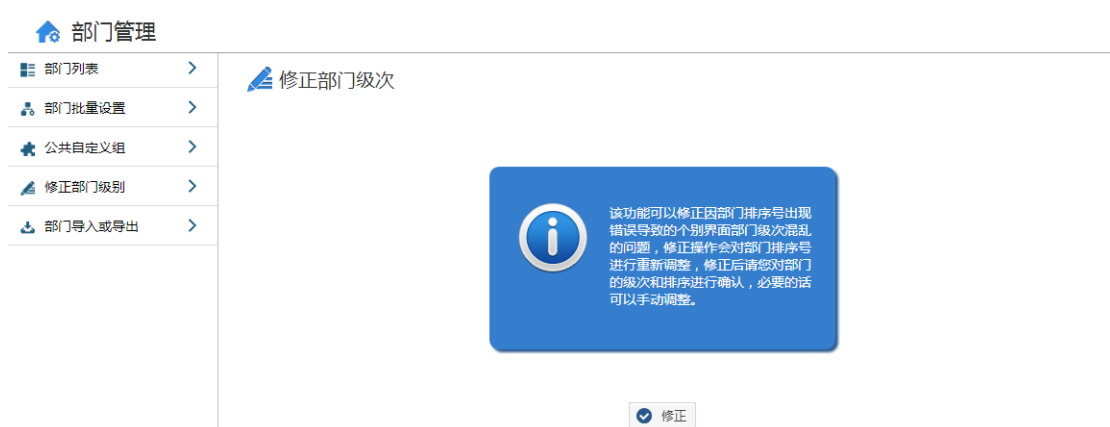 部门管理
部门列表
部门批量设置
公共自定义组
修正部门级别
部门导入或导出
修正部门级次
该功能可以修正因部门排序号出现
错误导致的个别界面部门级次混乱
的问题，修正操作会对部门排序号
进行重新调整，修正后请您对部门
的级次和排序进行确认，必要的话
可以手动调整。
修正